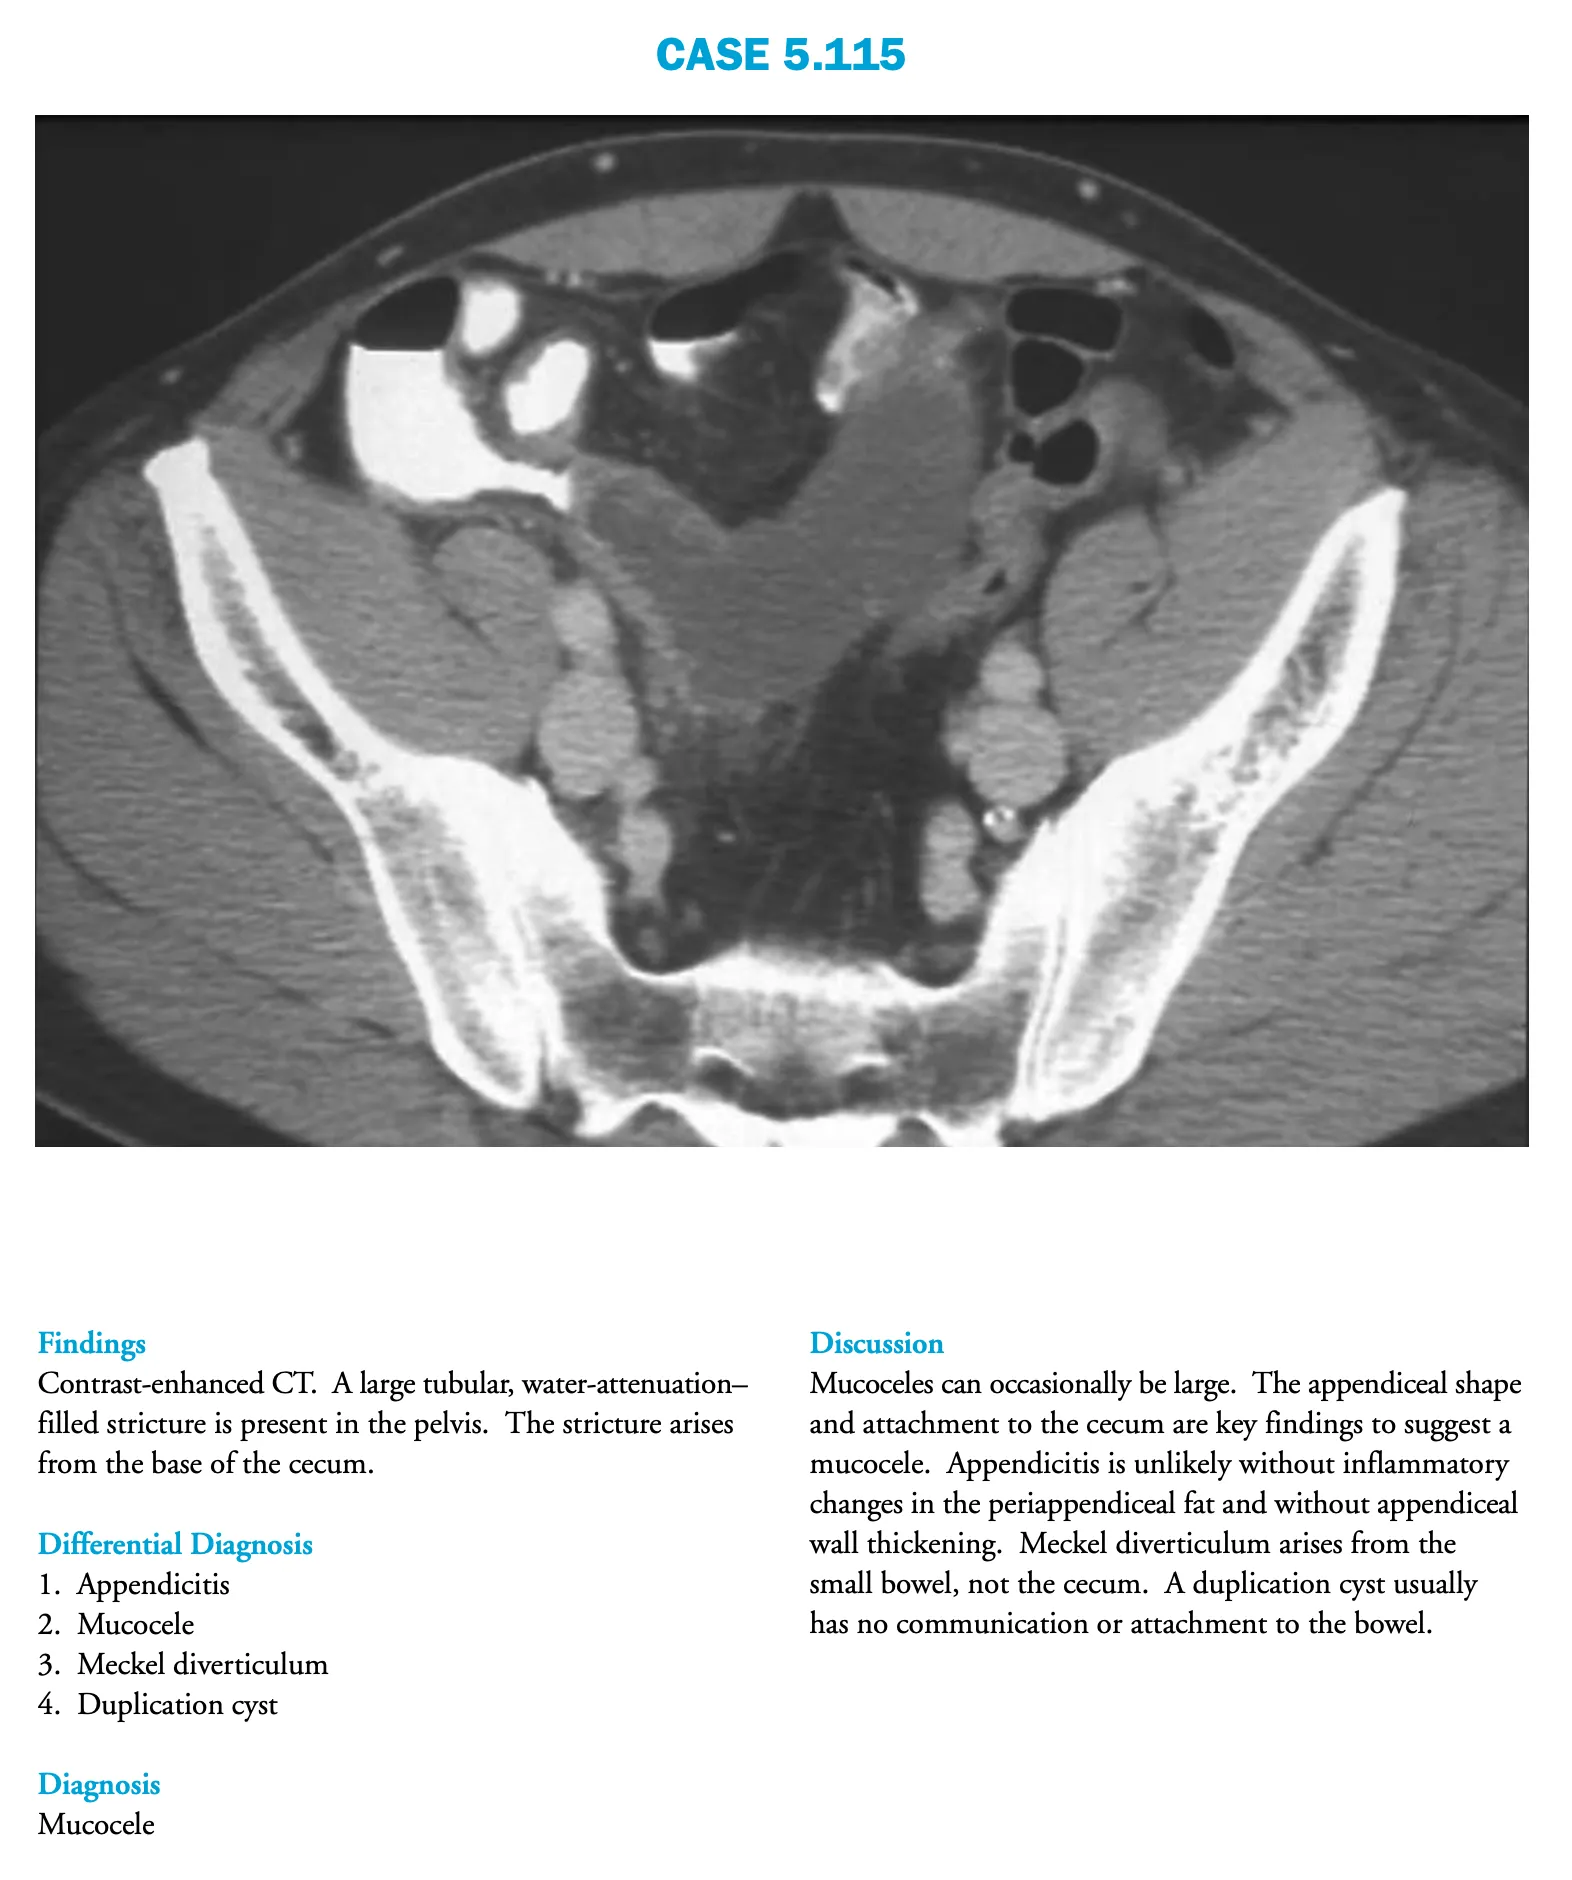 CASE 5.115
Findings
Contrast-enhanced CT. A large tubular, water-attenuation–
filled stricture is present in the pelvis. The stricture arises
from the base of the cecum.
Differential Diagnosis
1. Appendicitis
2. Mucocele
3. Meckel diverticulum
4. Duplication cyst
Diagnosis
Mucocele
Discussion
Mucoceles can occasionally be large. The appendiceal shape
and attachment to the cecum are key findings to suggest a
mucocele. Appendicitis is unlikely without inflammatory
changes in the periappendiceal fat and without appendiceal
wall thickening. Meckel diverticulum arises from the
small bowel, not the cecum. A duplication cyst usually
has no communication or attachment to the bowel.